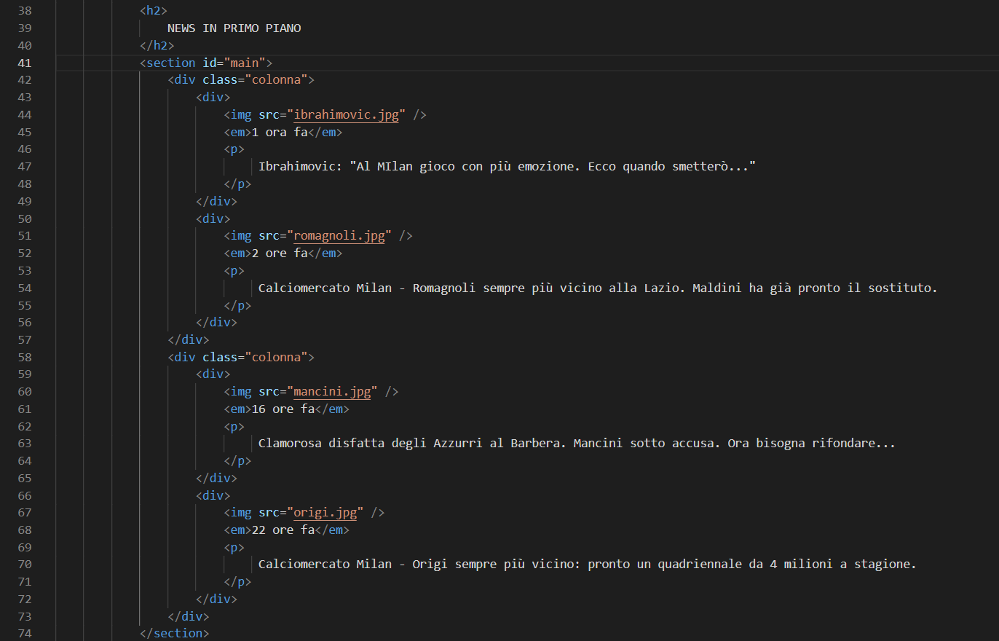 38 <h2>
39 NEWS IN PRIMO PIANO
40 </h2>
41 <section id="main">
42 <div class="colonna">
43 <div>
44 <img src="ibrahimovic.jpg" />
45 <em>1 ora fa</em>
46 <p>
47 Ibrahimovic: "Al MIlan gioco con più emozione. Ecco quando smetterò..."
48 </p>
49 </div>
50 <div>
51 <img src="romagnoli.jpg" />
52 <em>2 ore fa</em>
53 <p>
54 Calciomercato Milan - Romagnoli sempre più vicino alla Lazio. Maldini ha già pronto il sostituto.
55 </p>
56 </div>
57 </div>
58 <div class="colonna">
59 <div>
60 <img src="mancini.jpg" />
61 <em>16 ore fa</em>
62 <p>
63 Clamorosa disfatta degli Azzurri al Barbera. Mancini sotto accusa. Ora bisogna rifondare...
64 </p>
65 </div>
66 <div>
67 <img src="origi.jpg" />
68 <em>22 ore fa</em>
69 <p>
70 Calciomercato Milan - Origi sempre più vicino: pronto un quadriennale da 4 milioni a stagione.
71 </p>
72 </div>
73 </div>
74 </section>